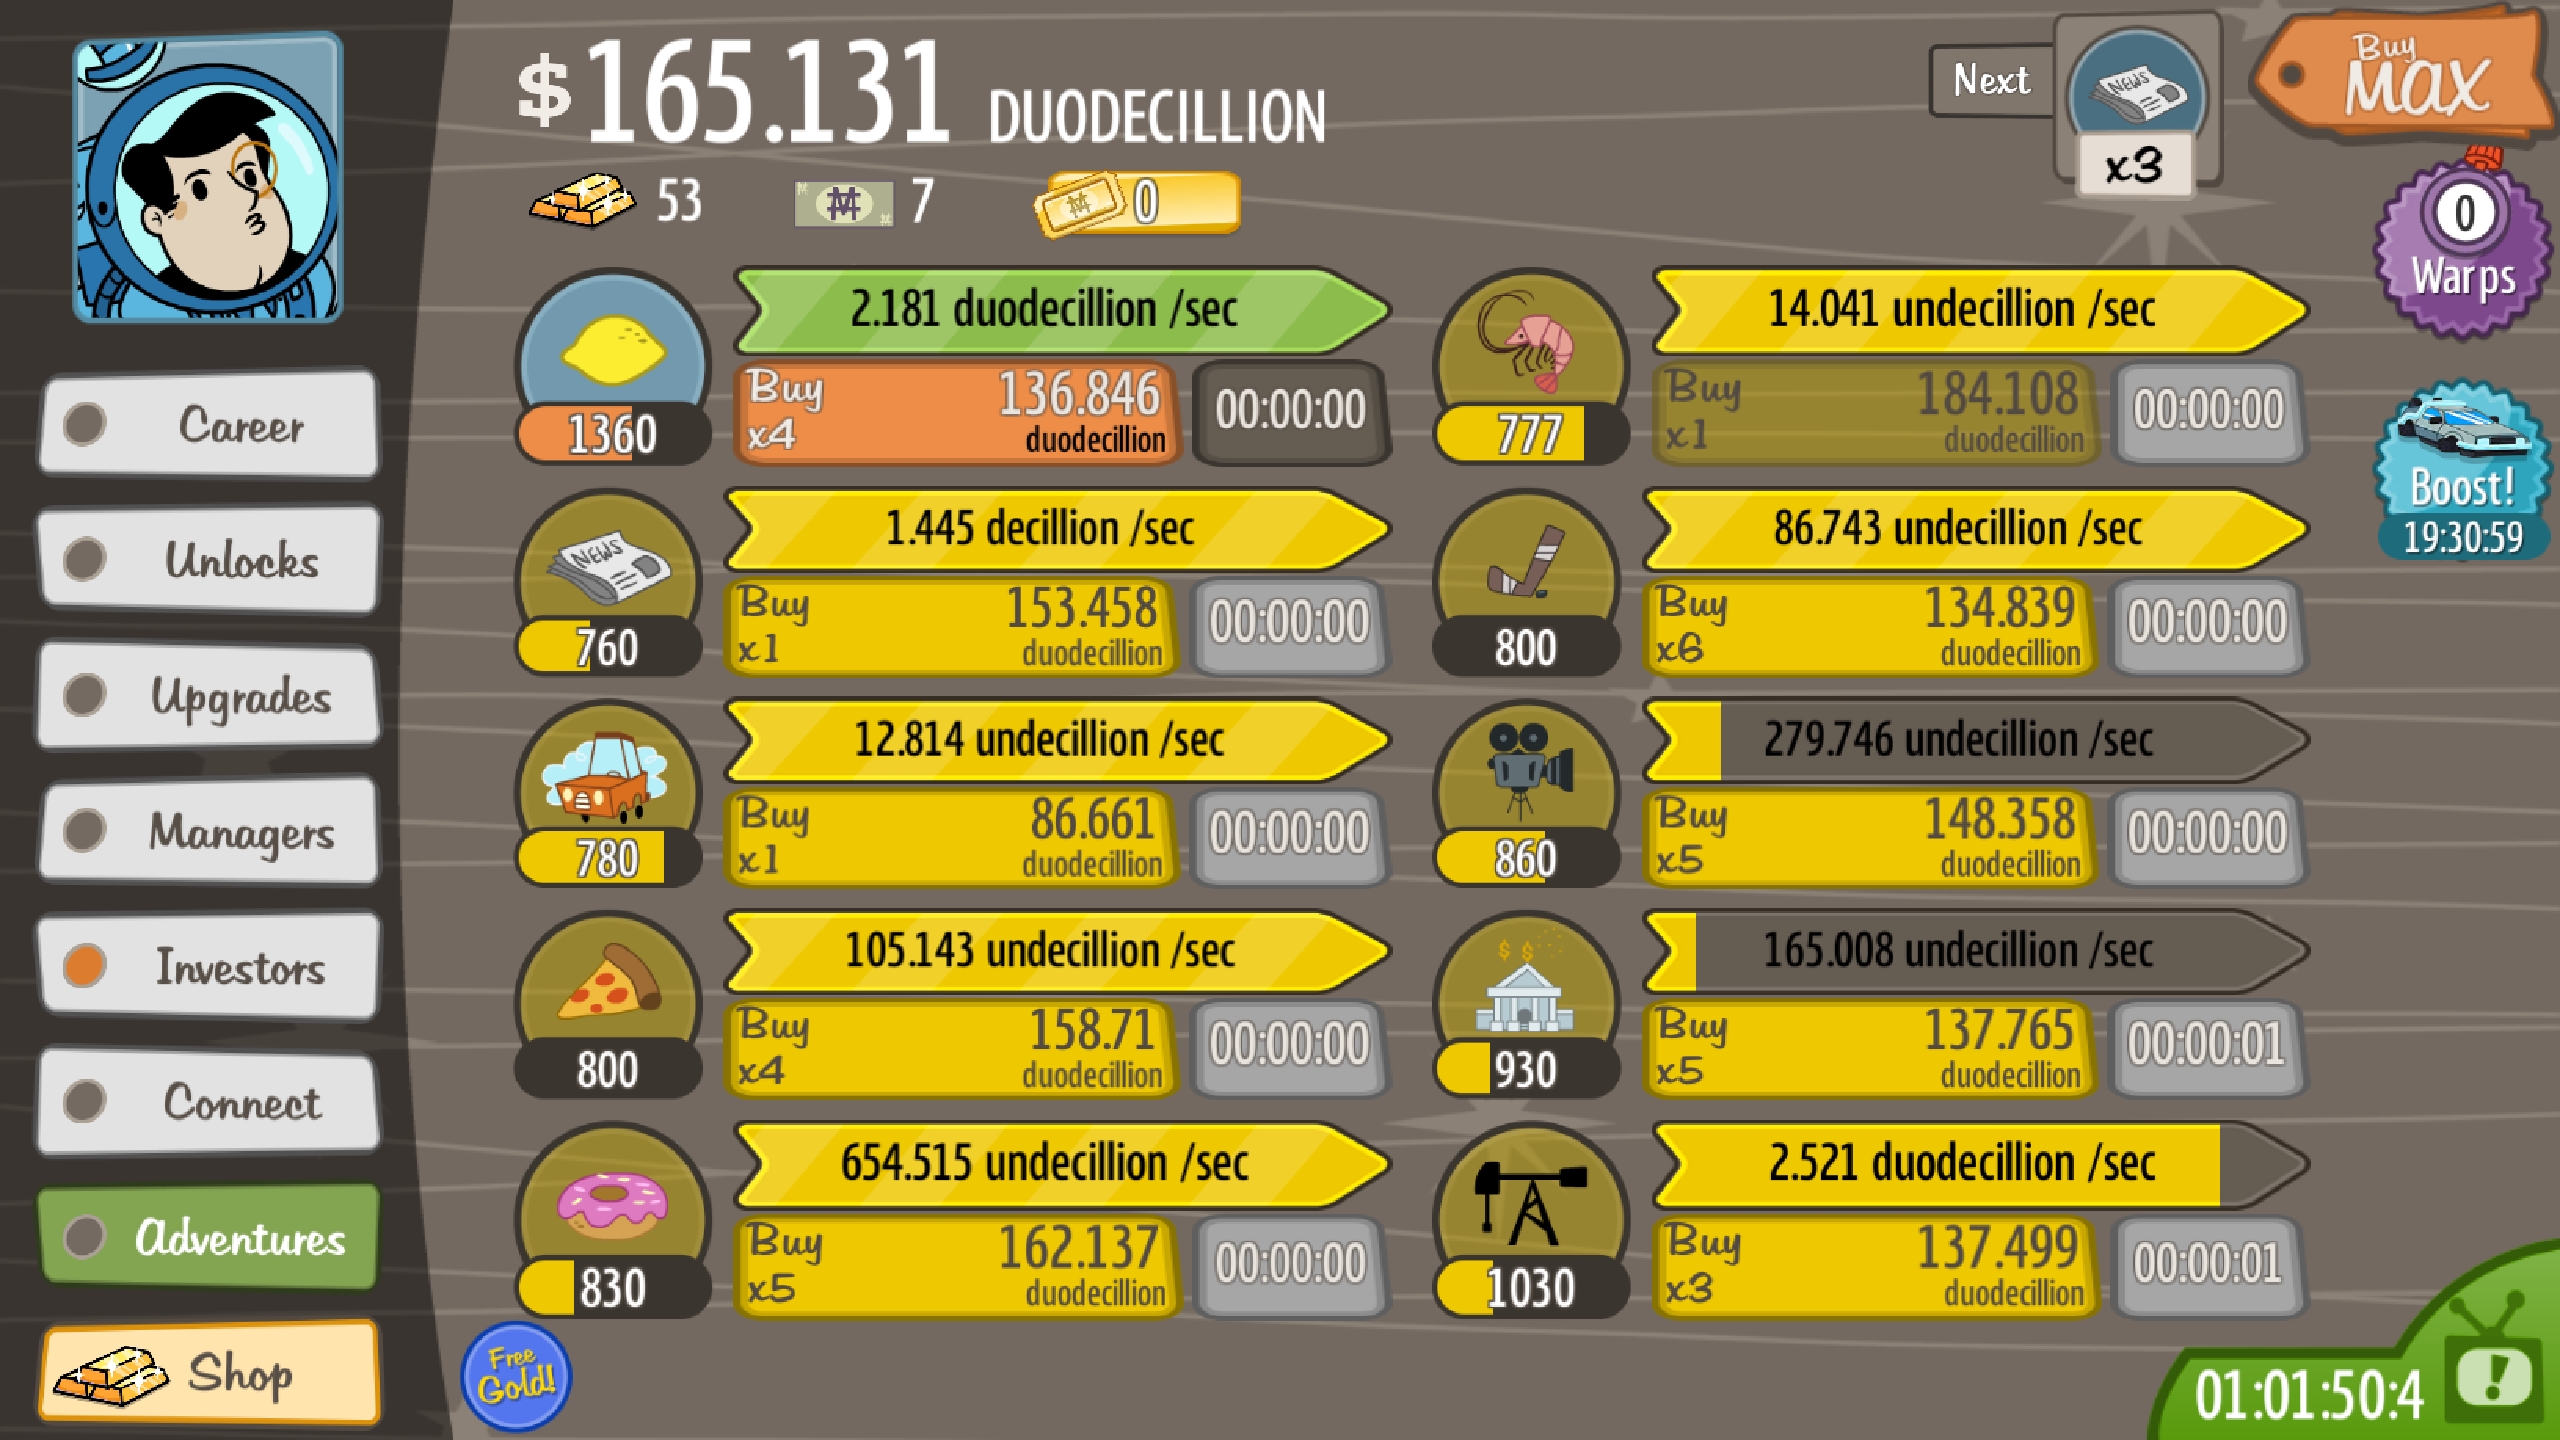 $165.131 DUODECILLION
53
7
0
Next
NEWS
x3
Buy
MAX
0
Warps
Boost!
19:30:59
Career
Unlocks
Upgrades
Managers
Investors
Connect
Adventures
Shop
2.181 duodecillion /sec
1360
Buy
x4
136.846
duodecillion
00:00:00
14.041 undecillion /sec
777
Buy
x1
184.108
duodecillion
00:00:00
NEWS
1.445 decillion /sec
760
Buy
x1
153.458
duodecillion
00:00:00
86.743 undecillion /sec
800
Buy
x6
134.839
duodecillion
00:00:00
12.814 undecillion /sec
780
Buy
x1
86.661
duodecillion
00:00:00
279.746 undecillion /sec
860
Buy
x5
148.358
duodecillion
00:00:00
105.143 undecillion /sec
800
Buy
x4
158.71
duodecillion
00:00:00
$ $
165.008 undecillion /sec
930
Buy
x5
137.765
duodecillion
00:00:01
654.515 undecillion /sec
830
Buy
x5
162.137
duodecillion
00:00:00
2.521 duodecillion /sec
1030
Buy
x3
137.499
duodecillion
00:00:01
Free
Gold!
01:01:50:4
!